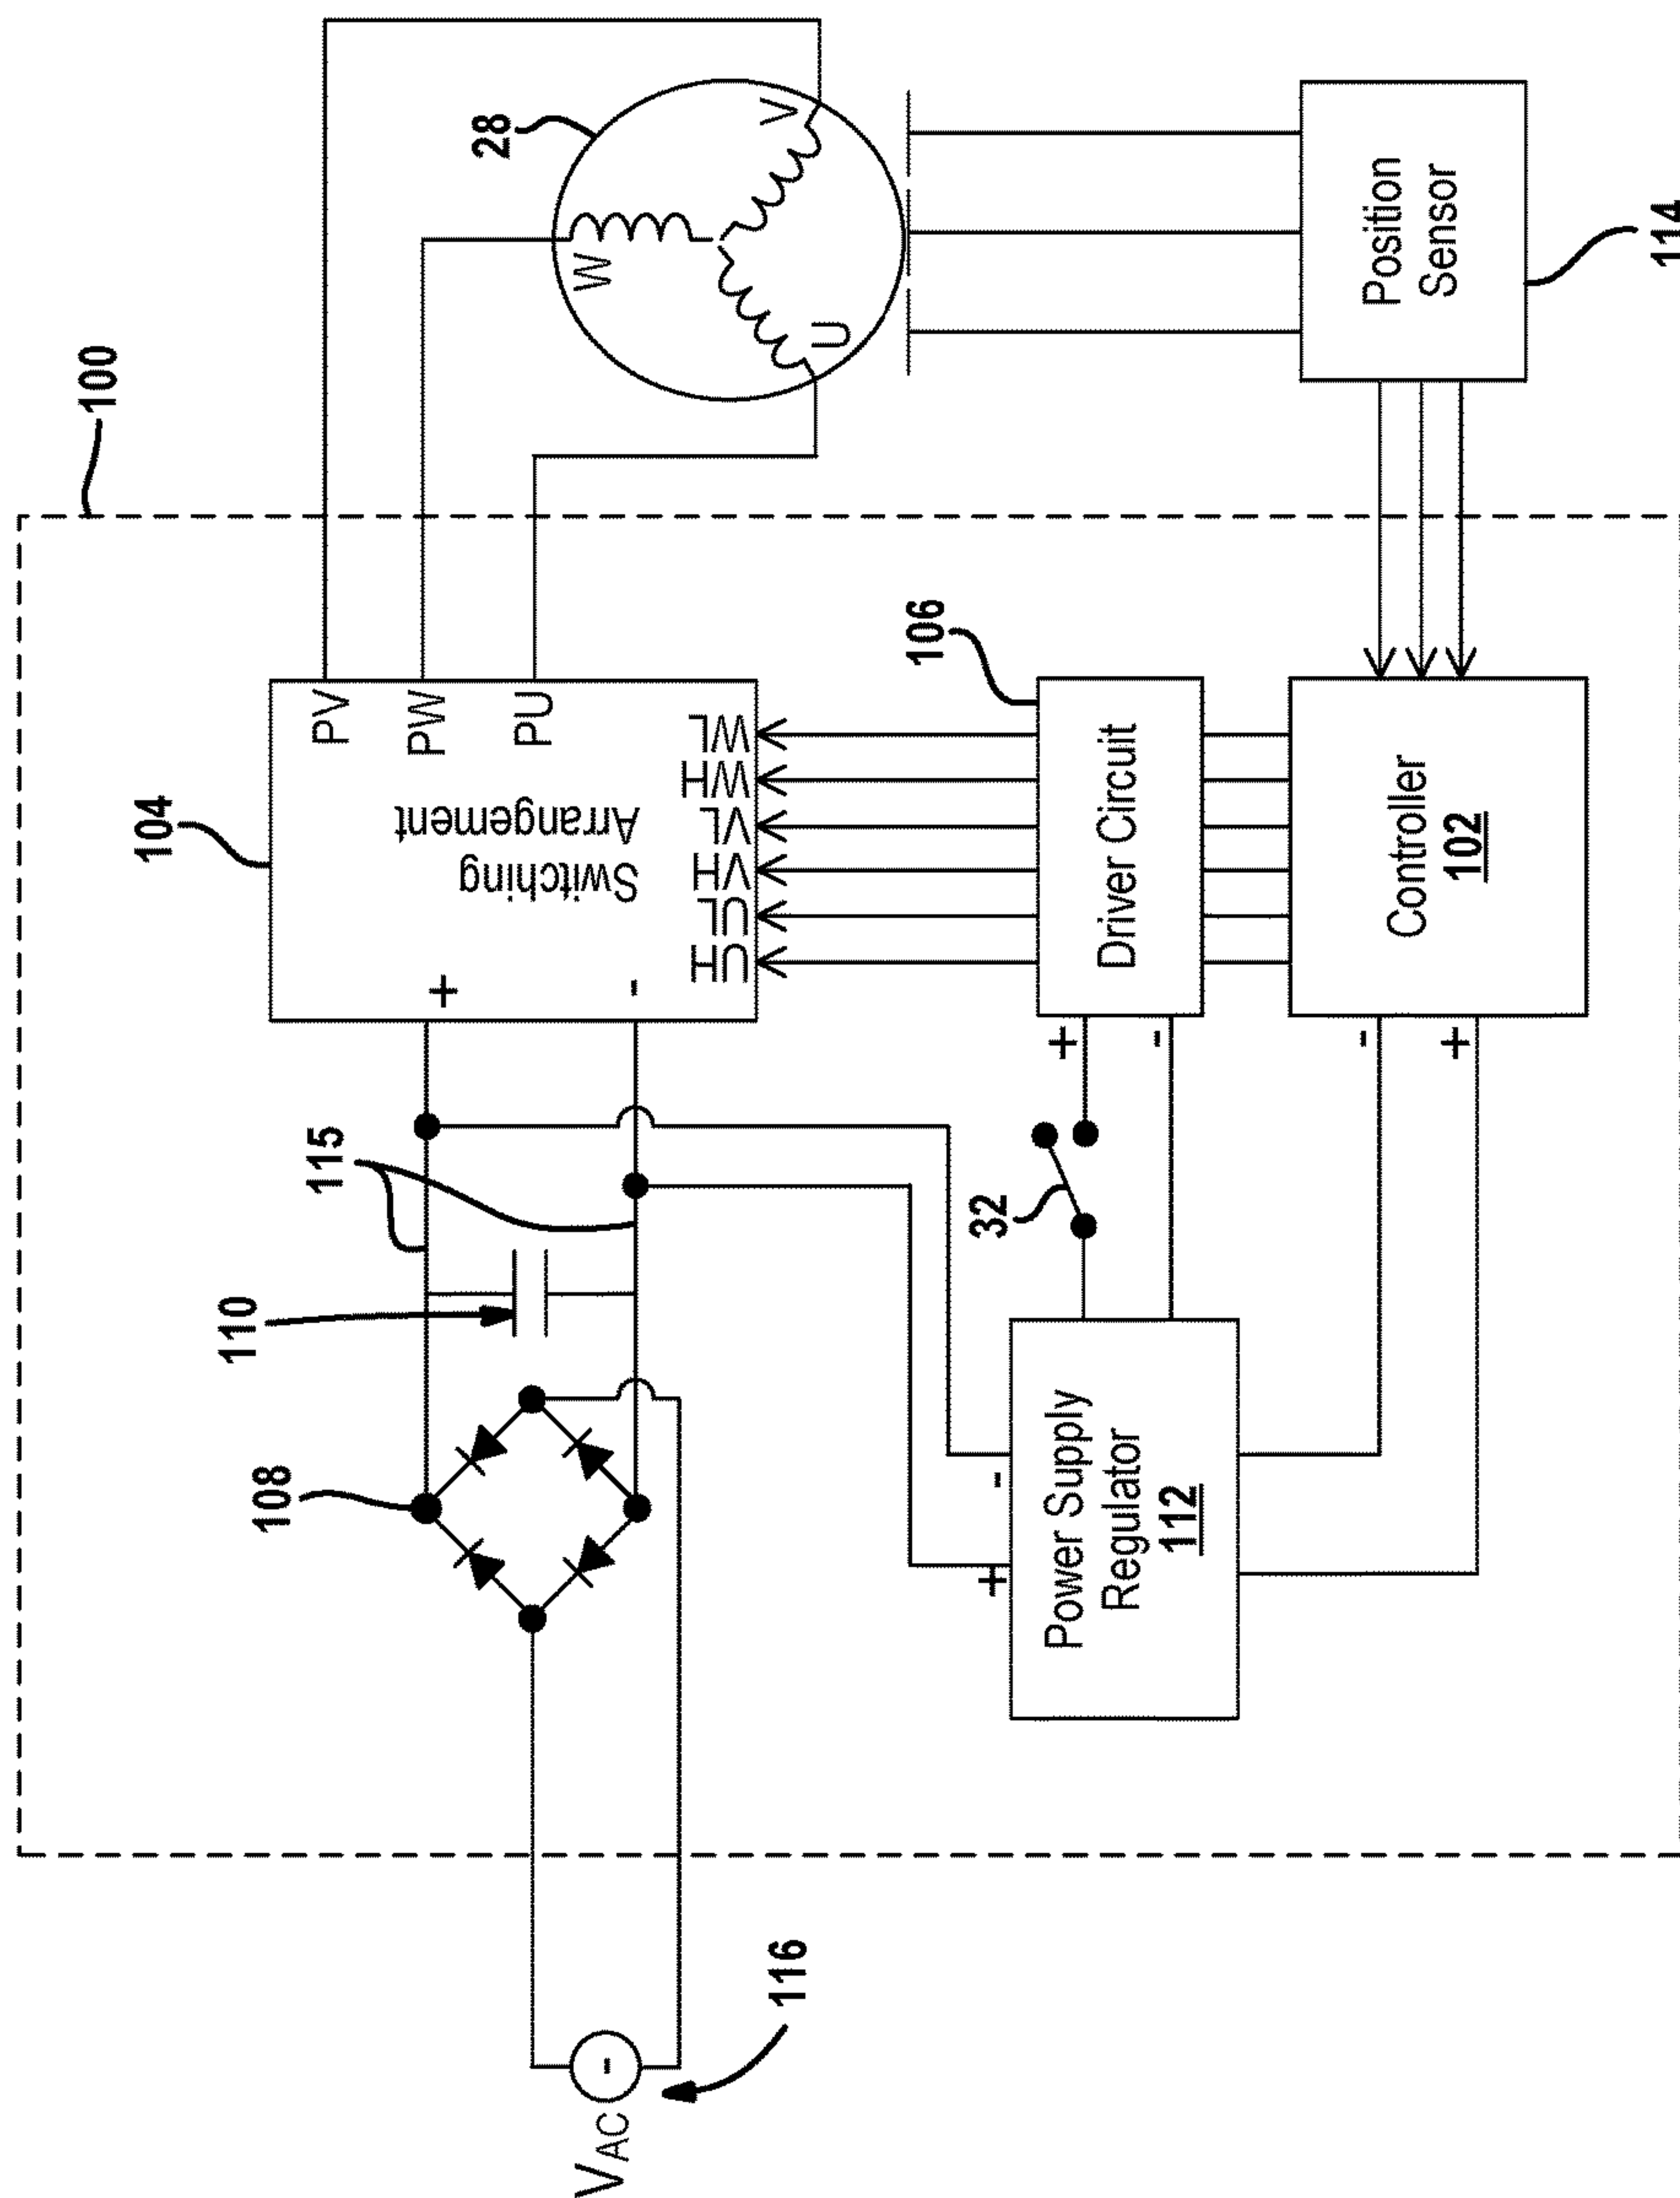 100
28
104
PV
PW
PU
W
V
U
Switching
Arrangement
+
-
UH
UL
VH
VL
WH
WL
115
110
108
106
Driver Circuit
+
-
32
Position
Sensor
114
Controller
102
-
+
-
+
Power Supply
Regulator
112
VAC
-
116